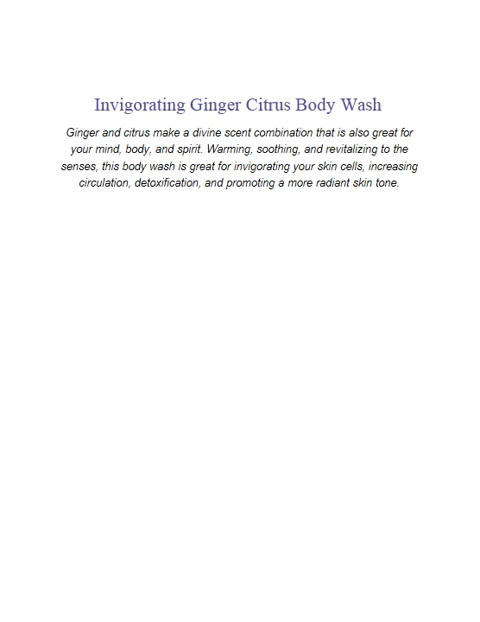 Invigorating Ginger Citrus Body Wash
Ginger and citrus make a divine scent combination that is also great for
your mind, body, and spirit. Warming, soothing, and revitalizing to the
senses, this body wash is great for invigorating your skin cells, increasing
circulation, detoxification, and promoting a more radiant skin tone.